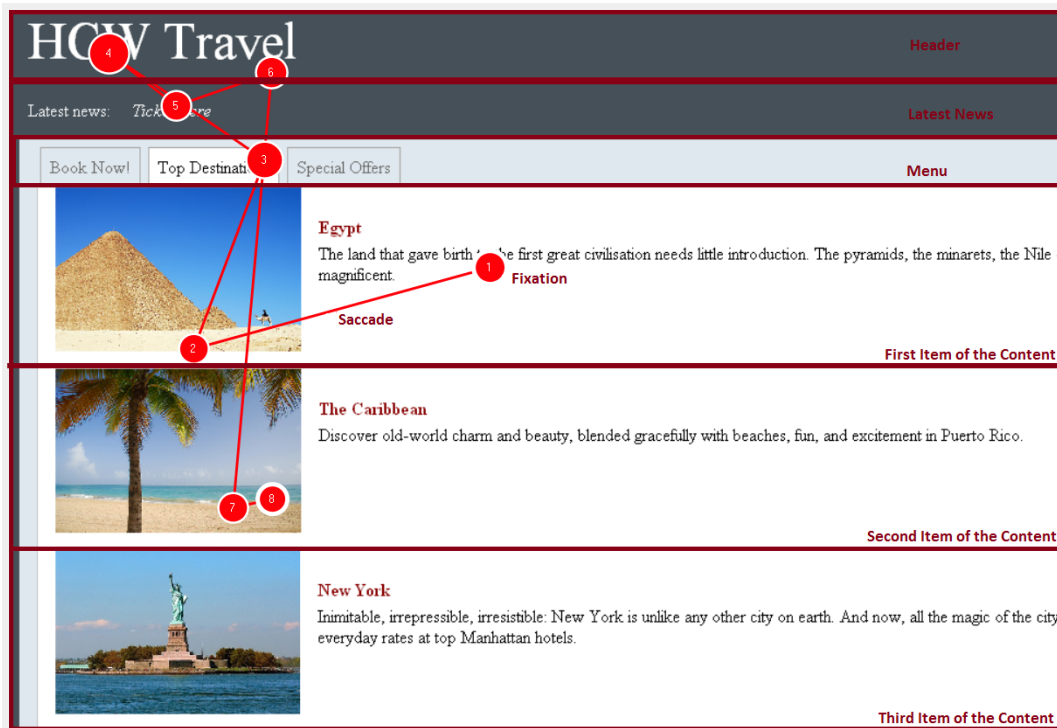 HCW Travel
Header
4
6
5
Latest news:
Latest News
3
Book Now!
Top
Special Offers
Menu
Egypt
The land that gave birth first great civilisation needs little introduction. The pyramids, the minarets, the Nile
magnificent.
1
Fixation
Saccade
2
First Item of the Content
The Caribbean
Discover old-world charm and beauty, blended gracefully with beaches, fun, and excitement in Puerto Rico.
7
8
Second Item of the Content
New York
Inimitable, irrepressible, irresistible: New York is unlike any other city on earth. And now, all the magic of the city
everyday rates at top Manhattan hotels.
Third Item of the Content